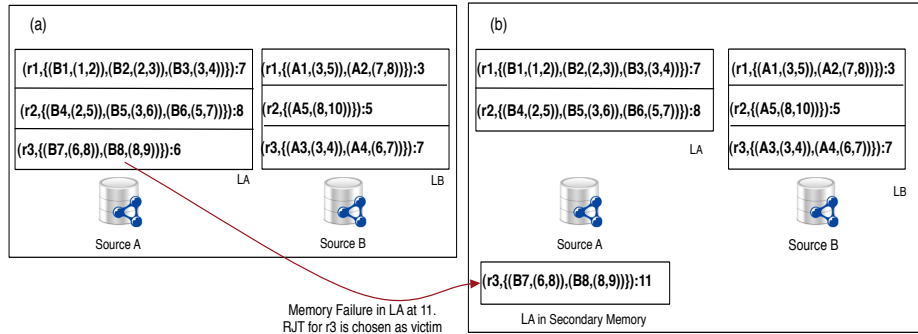 (a)
(r1,{(B1,(1,2)),(B2,(2,3)),(B3,(3,4))}):7
(r2,{(B4,(2,5)),(B5,(3,6)),(B6,(5,7)}):8
(r3,{(B7,(6,8)),(B8,(8,9))}):6
LA
Source A
(r1,{(A1,(3,5)),(A2,(7,8))}):3
(r2,{(A5,(8,10))}):5
(r3,{(A3,(3,4)),(A4,(6,7))}):7
LB
Source B
Memory Failure in LA at 11.
RJT for r3 is chosen as victim
(b)
(r1,{(B1,(1,2)),(B2,(2,3)),(B3,(3,4))}):7
(r2,{(B4,(2,5)),(B5,(3,6)),(B6,(5,7))}):8
LA
Source A
(r1,{(A1,(3,5)),(A2,(7,8))}):3
(r2,{(A5,(8,10))}):5
(r3,{(A3,(3,4)),(A4,(6,7))}):7
LB
Source B
(r3,{(B7,(6,8)),(B8,(8,9))}):11
LA in Secondary Memory